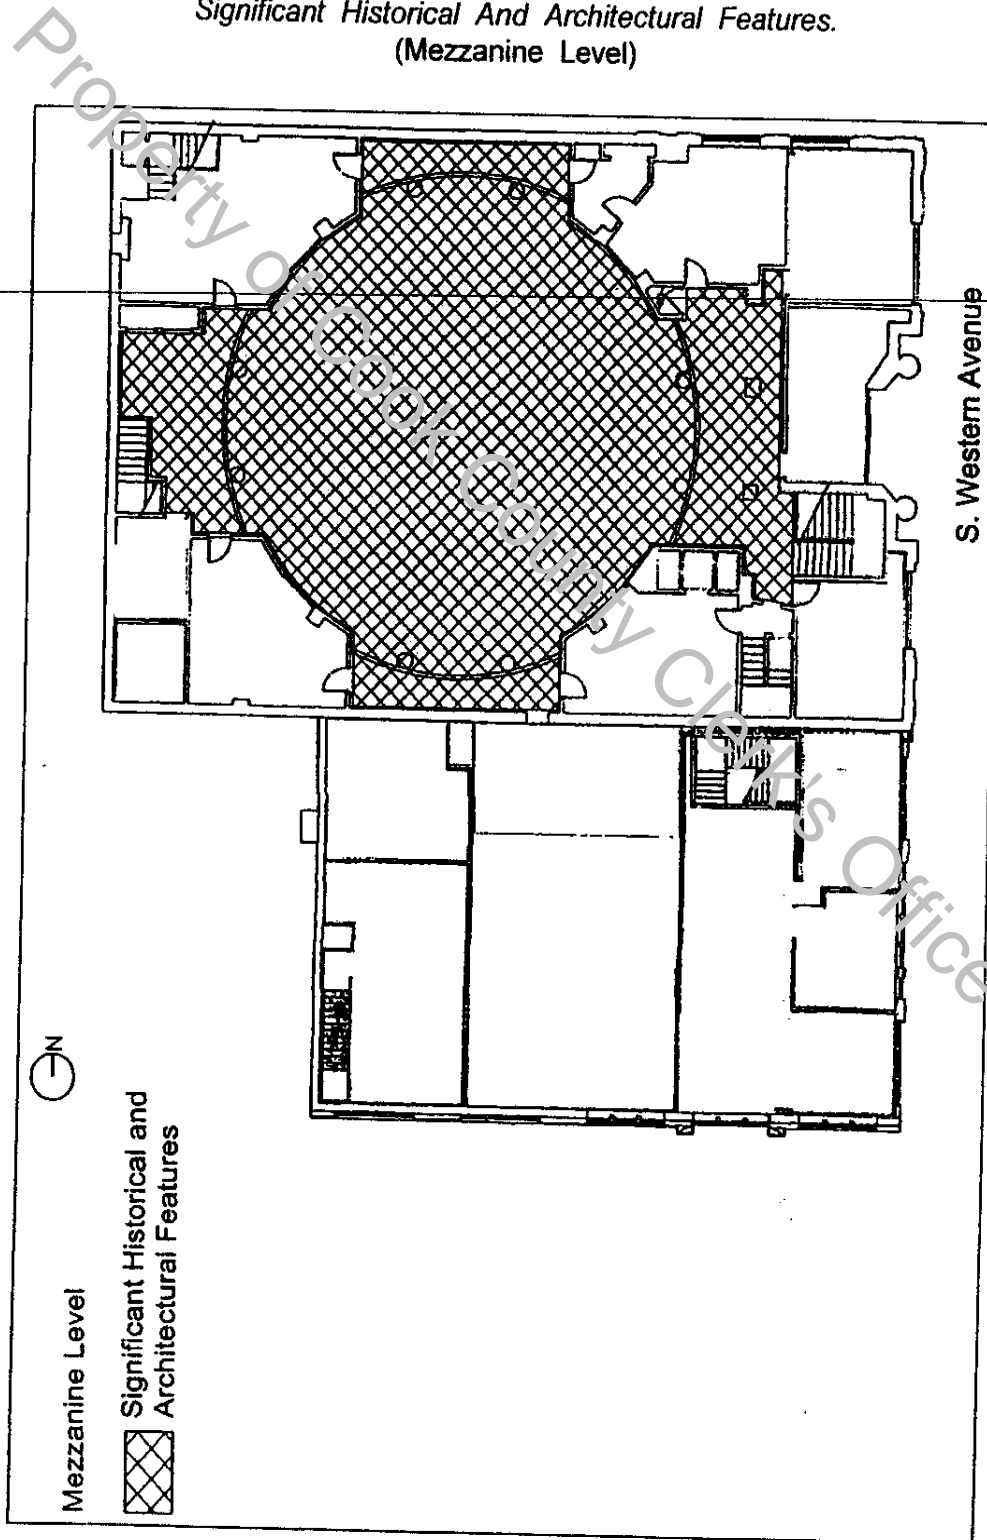 Significant Historical And Architectural Features.
(Mezzanine Level)
S. Western Avenue
N
Mezzanine Level
Significant Historical and
Architectural Features
Property of Cook County Clerk's Office